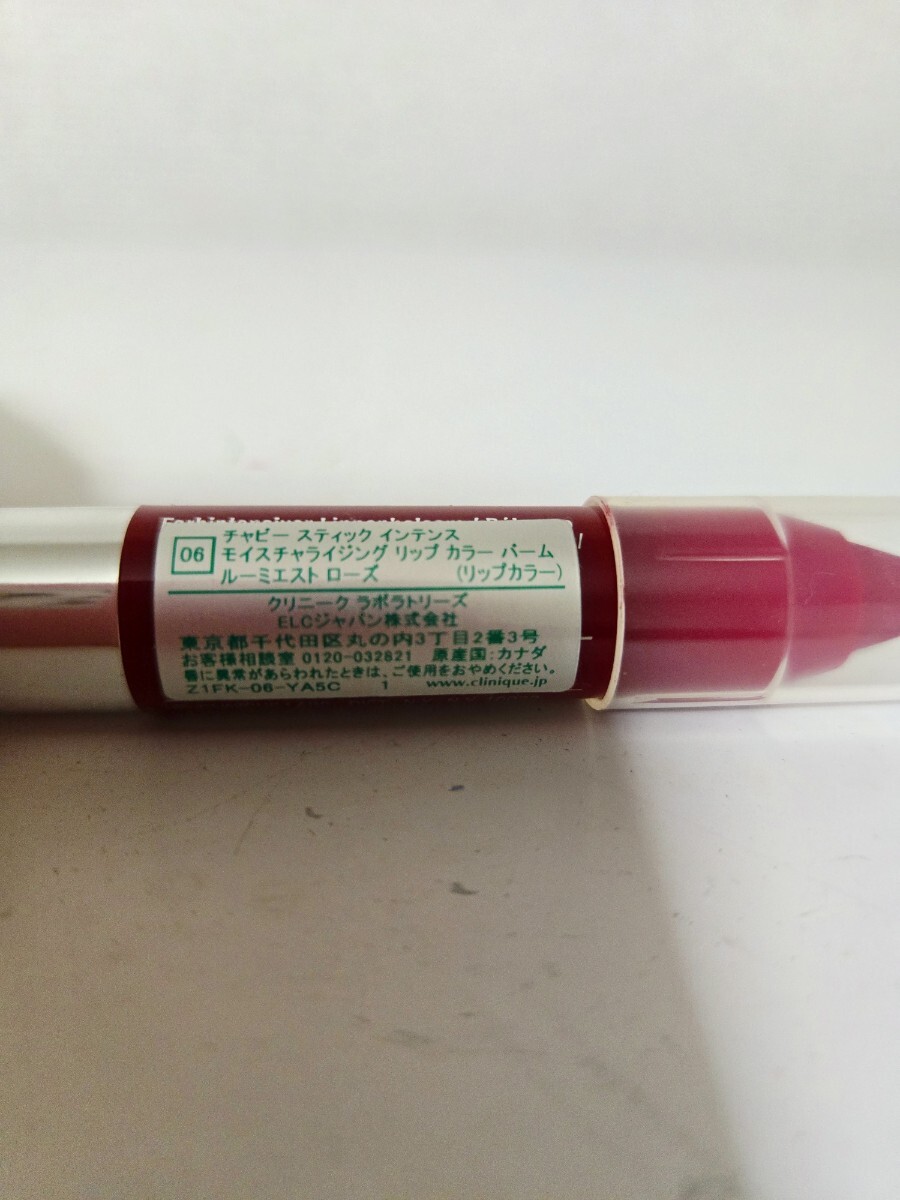 06
チャビー スティック インテンス
モイスチャライジング リップ カラー バーム
ルーミエスト ローズ (リップカラー)
クリニーク ラボラトリーズ
ELCジャパン株式会社
東京都千代田区丸の内3丁目2番3号
お客様相談室 0120-032821 原産国:カナダ
唇に異常があらわれたときは、ご使用をおやめください。
Z1FK-06-YA5C 1 www.clinique.jp